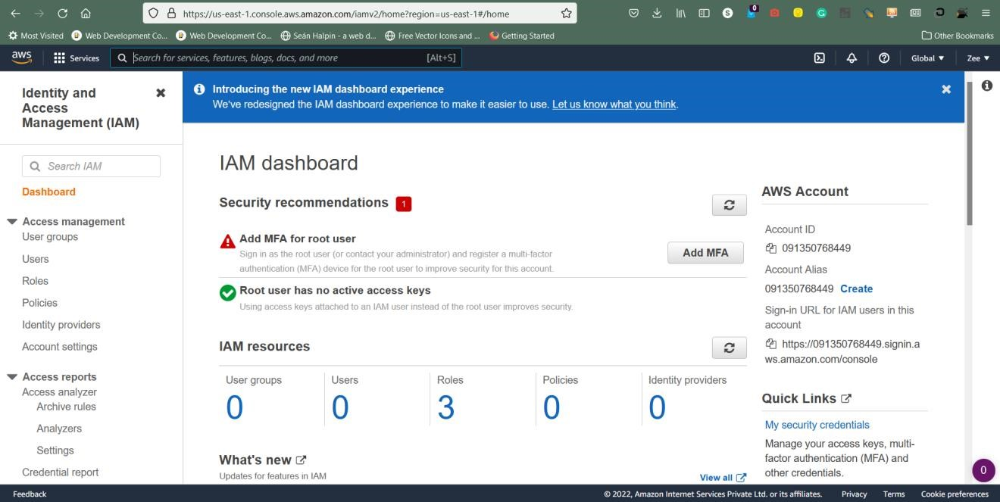 https://us-east-1.console.aws.amazon.com/iamv2/home?region=us-east-1#/home
S
0
G
Most Visited
Web Development Co...
Web Development Co...
Seán Halpin - a web d...
Free Vector Icons and ...
Getting Started
Other Bookmarks
aws
Services
Search for services, features, blogs, docs, and more
[Alt+S]
Global
Zee
Identity and
Access
Management (IAM)
Search IAM
Dashboard
Access management
User groups
Users
Roles
Policies
Identity providers
Account settings
Access reports
Access analyzer
Archive rules
Analyzers
Settings
Credential report
Introducing the new IAM dashboard experience
We've redesigned the IAM dashboard experience to make it easier to use. Let us know what you think.
IAM dashboard
Security recommendations 1
Add MFA for root user
Sign in as the root user (or contact your administrator) and register a multi-factor
authentication (MFA) device for the root user to improve security for this account.
Add MFA
Root user has no active access keys
Using access keys attached to an IAM user instead of the root user improves security.
IAM resources
User groups
0
Users
0
Roles
3
Policies
0
Identity providers
0
What's new
Updates for features in IAM
View all
AWS Account
Account ID
091350768449
Account Alias
091350768449 Create
Sign-in URL for IAM users in this
account
https://091350768449.signin.a
ws.amazon.com/console
Quick Links
My security credentials
Manage your access keys, multi-
factor authentication (MFA) and
other credentials.
0
Feedback
© 2022, Amazon Internet Services Private Ltd. or its affiliates.
Privacy
Terms
Cookie preferences